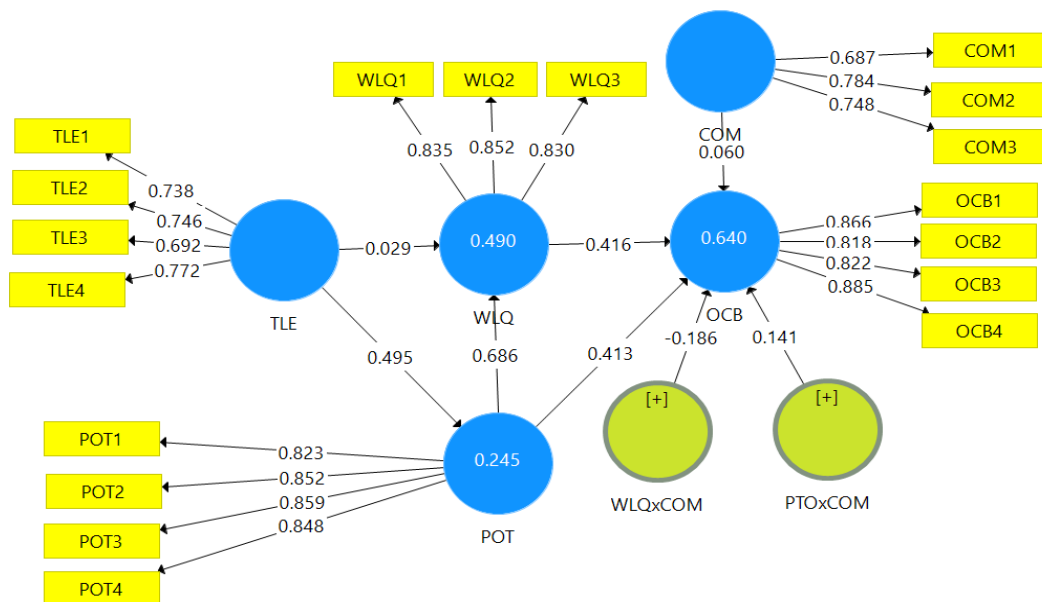 COM1
0.687
WLQ1
WLQ2
WLQ3
0.784
COM2
0.748
COM
0.060
COM3
TLE1
0.835
0.852
0.830
0.738
TLE2
0.746
TLE3
0.692
TLE4
0.772
TLE
0.029
0.490
WLQ
0.416
0.640
OCB
OCB1
0.866
0.818
OCB2
0.822
OCB3
0.885
OCB4
0.495
0.686
0.413
-0.186
0.141
[+]
WLQxCOM
[+]
PTOxCOM
POT1
0.823
POT2
0.852
0.859
POT3
0.848
POT4
0.245
POT